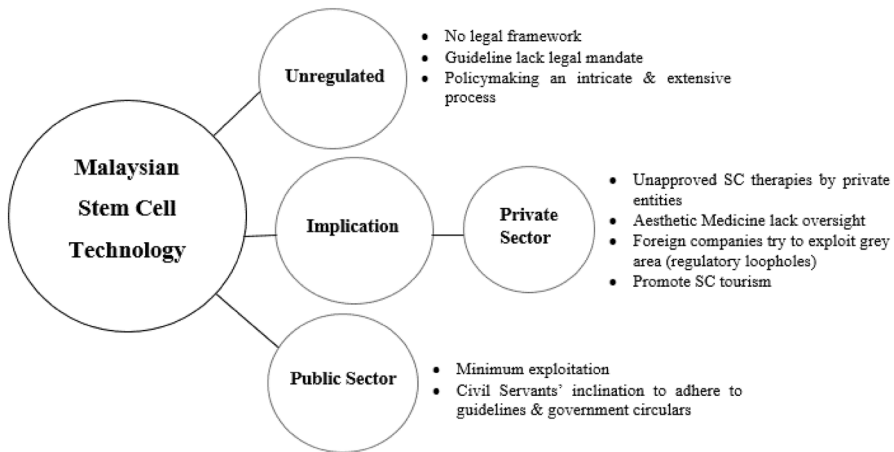 Malaysian
Stem Cell
Technology
Unregulated
• No legal framework
• Guideline lack legal mandate
• Policymaking an intricate & extensive
process
Implication
Private
Sector
• Unapproved SC therapies by private
entities
• Aesthetic Medicine lack oversight
• Foreign companies try to exploit grey
area (regulatory loopholes)
• Promote SC tourism
Public Sector
• Minimum exploitation
• Civil Servants’ inclination to adhere to
guidelines & government circulars